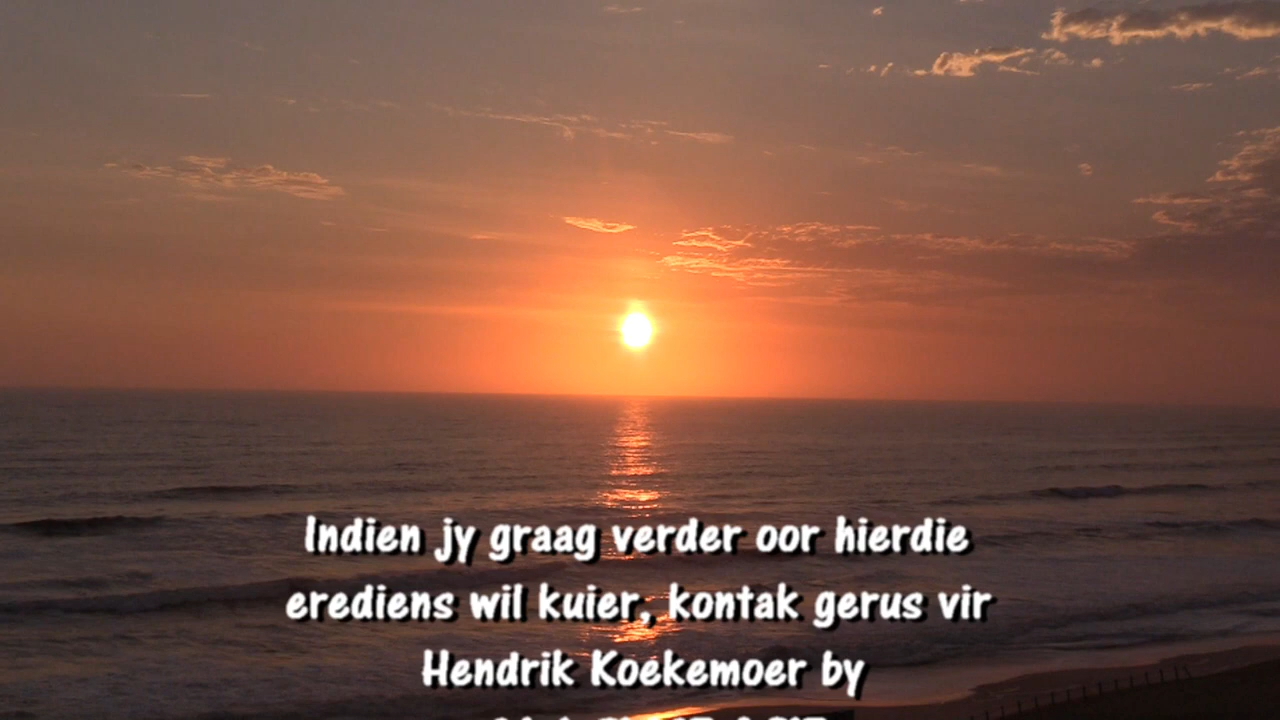 Indien jy graag verder oor hierdie
erediens wil kuier, kontak gerus vir
Hendrik Koekemoer by